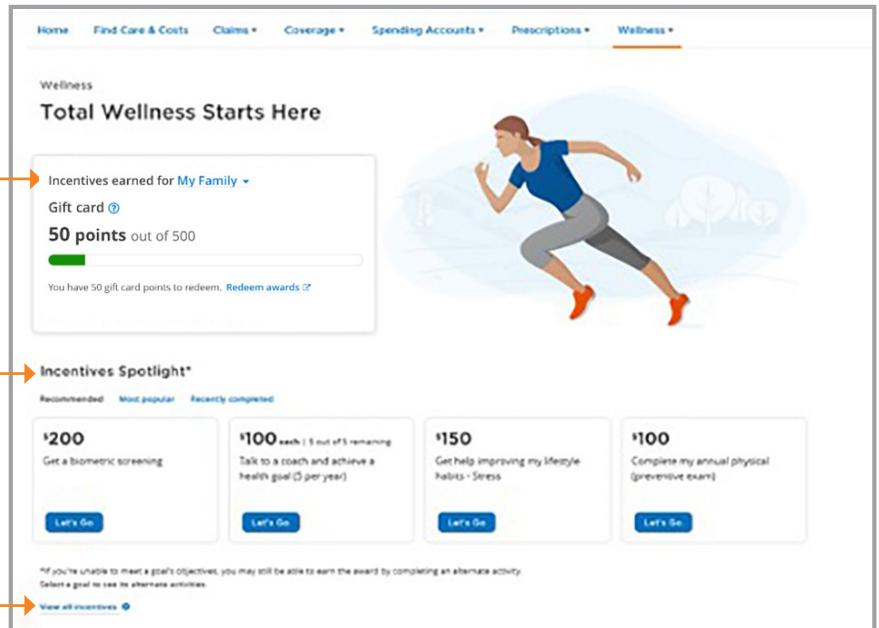 Home Find Care & Costs Claims Coverage Spending Accounts Prescriptions Wellness
Wellness
Total Wellness Starts Here
Incentives earned for My Family
Gift card
50 points out of 500
You have 50 gift card points to redeem. Redeem awards
Incentives Spotlight*
Recommended Most popular Recently completed
$200
Get a biometric screening
Let's Go
$100 each | 5 out of 5 remaining
Talk to a coach and achieve a
health goal (5 per year)
Let's Go
$150
Get help improving my lifestyle
habits - Stress
Let's Go
$100
Complete my annual physical
(preventive exam)
Let's Go
*If you're unable to meet a goal's objectives, you may still be able to earn the award by completing an alternate activity.
Select a goal to see its alternate activities.
View all incentives